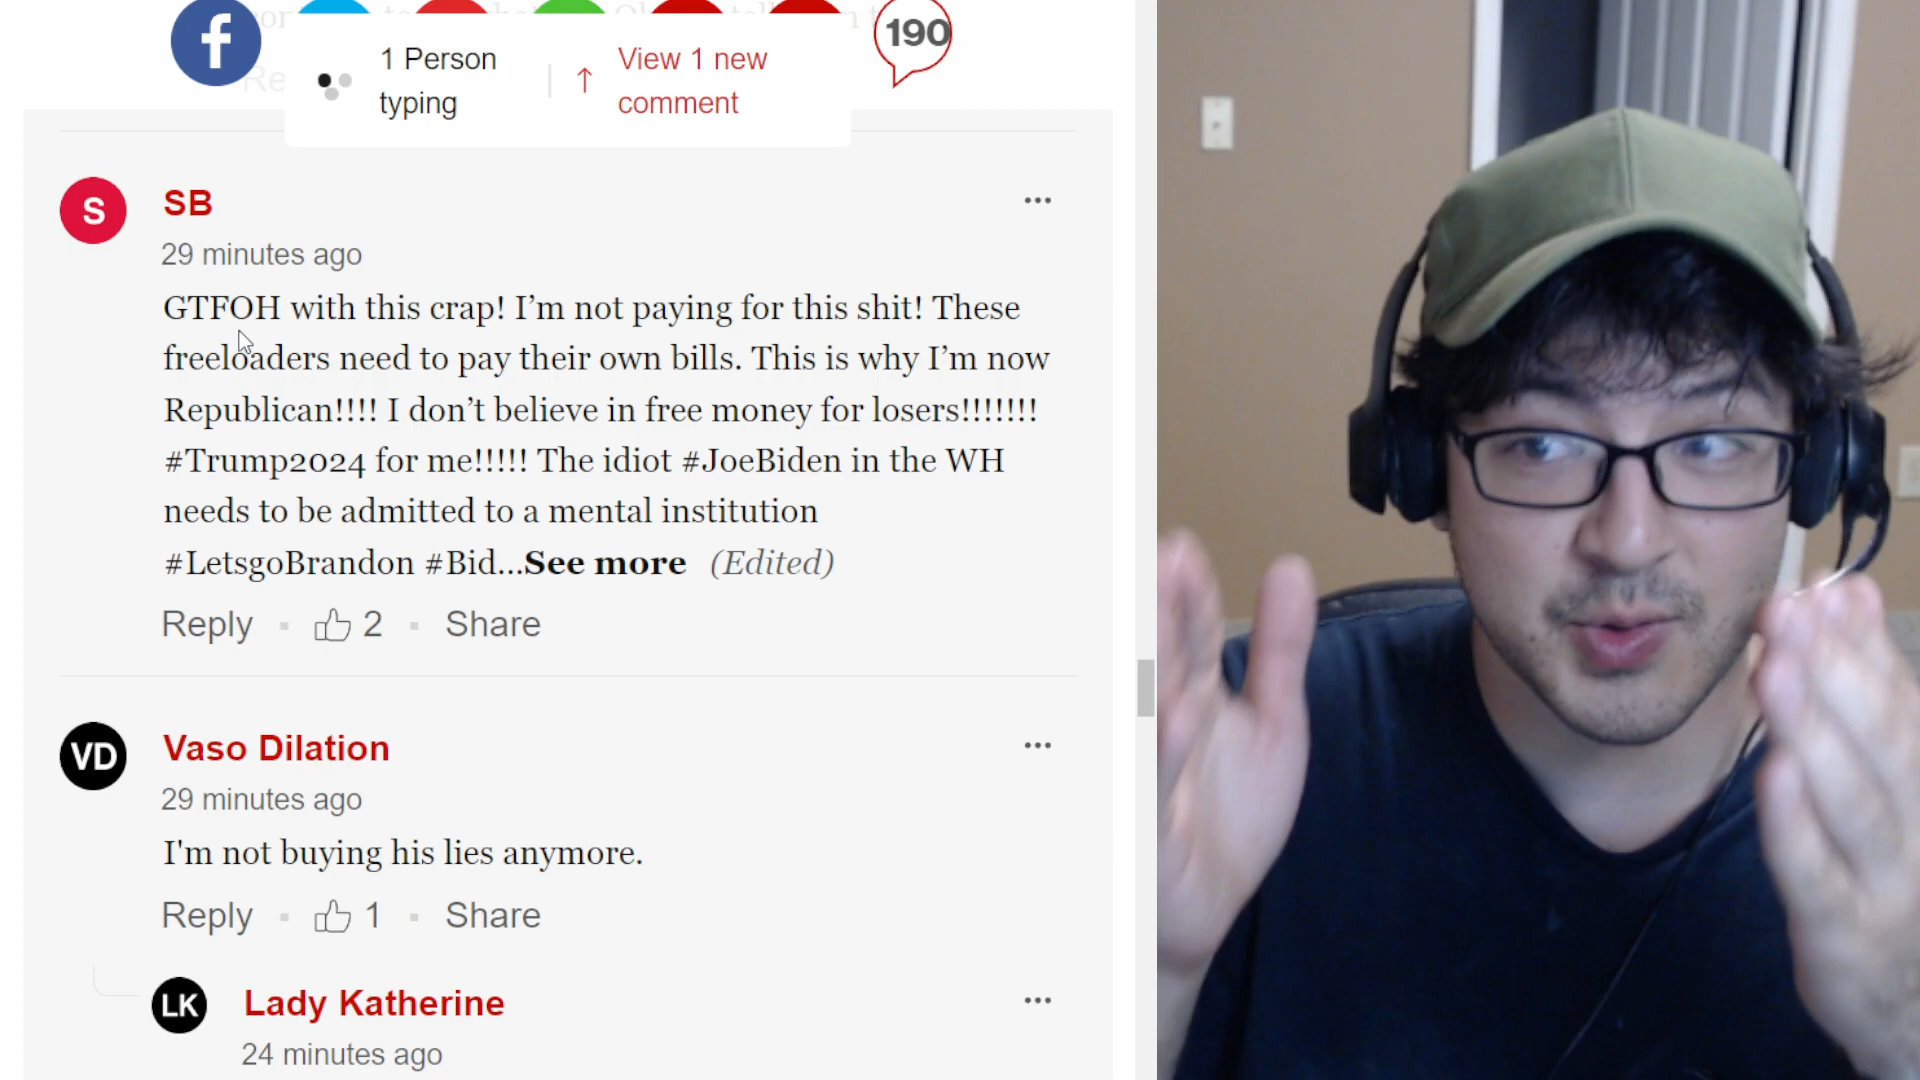 f
1 Person
typing
↑
View 1 new
comment
190
Re
S
SB
...
29 minutes ago
GTFOH with this crap! I’m not paying for this shit! These
freeloaders need to pay their own bills. This is why I’m now
Republican!!!! I don’t believe in free money for losers!!!!!!!
#Trump2024 for me!!!!! The idiot #JoeBiden in the WH
needs to be admitted to a mental institution
#LetsgoBrandon #Bid...See more (Edited)
Reply · 2 · Share
VD
Vaso Dilation
...
29 minutes ago
I'm not buying his lies anymore.
Reply · 1 · Share
LK
Lady Katherine
...
24 minutes ago